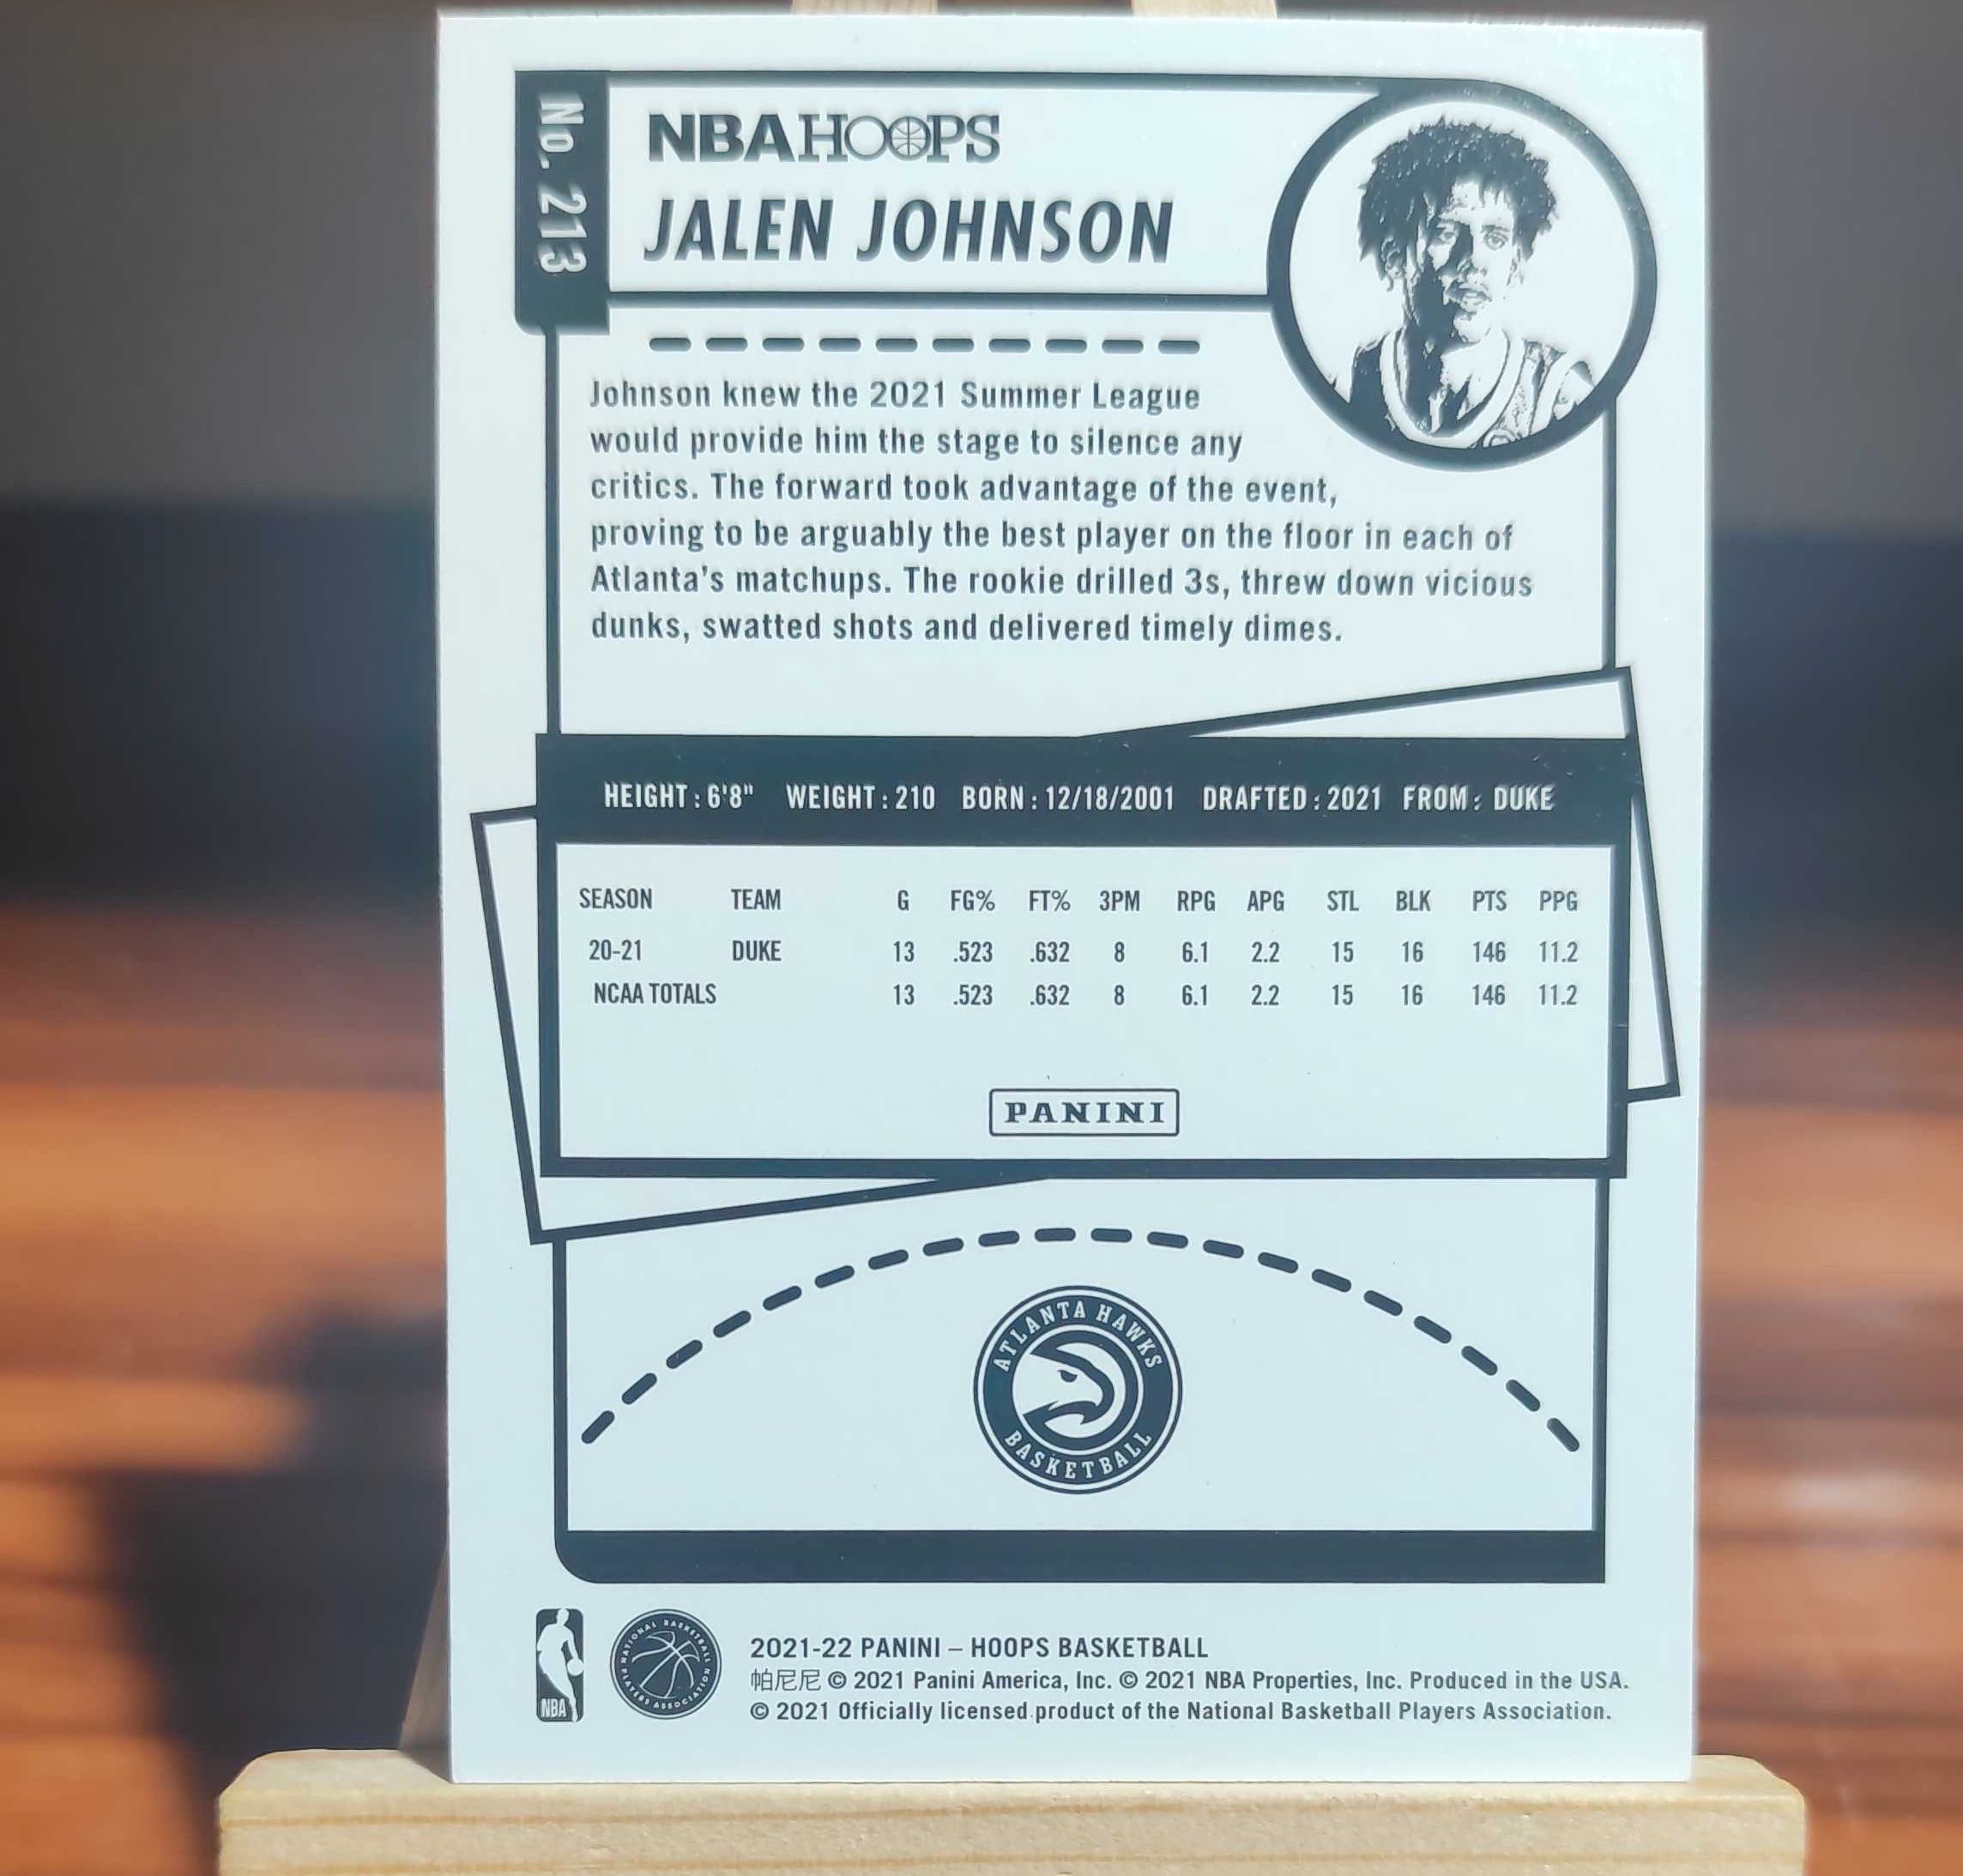 No. 213
NBA HOOPS
JALEN JOHNSON
Johnson knew the 2021 Summer League
would provide him the stage to silence any
critics. The forward took advantage of the event,
proving to be arguably the best player on the floor in each of
Atlanta's matchups. The rookie drilled 3s, threw down vicious
dunks, swatted shots and delivered timely dimes.
HEIGHT: 6'8" WEIGHT: 210 BORN: 12/18/2001 DRAFTED: 2021 FROM: DUKE
SEASON TEAM G FG% FT% 3PM RPG APG STL BLK PTS PPG
20-21 DUKE 13 .523 .632 8 6.1 2.2 15 16 146 11.2
NCAA TOTALS 13 .523 .632 8 6.1 2.2 15 16 146 11.2
PANINI
ATLANTA HAWKS
BASKETBALL
NBA
NATIONAL BASKETBALL
PLAYERS ASSOCIATION
2021-22 PANINI – HOOPS BASKETBALL
帕尼尼 © 2021 Panini America, Inc. © 2021 NBA Properties, Inc. Produced in the USA.
© 2021 Officially licensed product of the National Basketball Players Association.